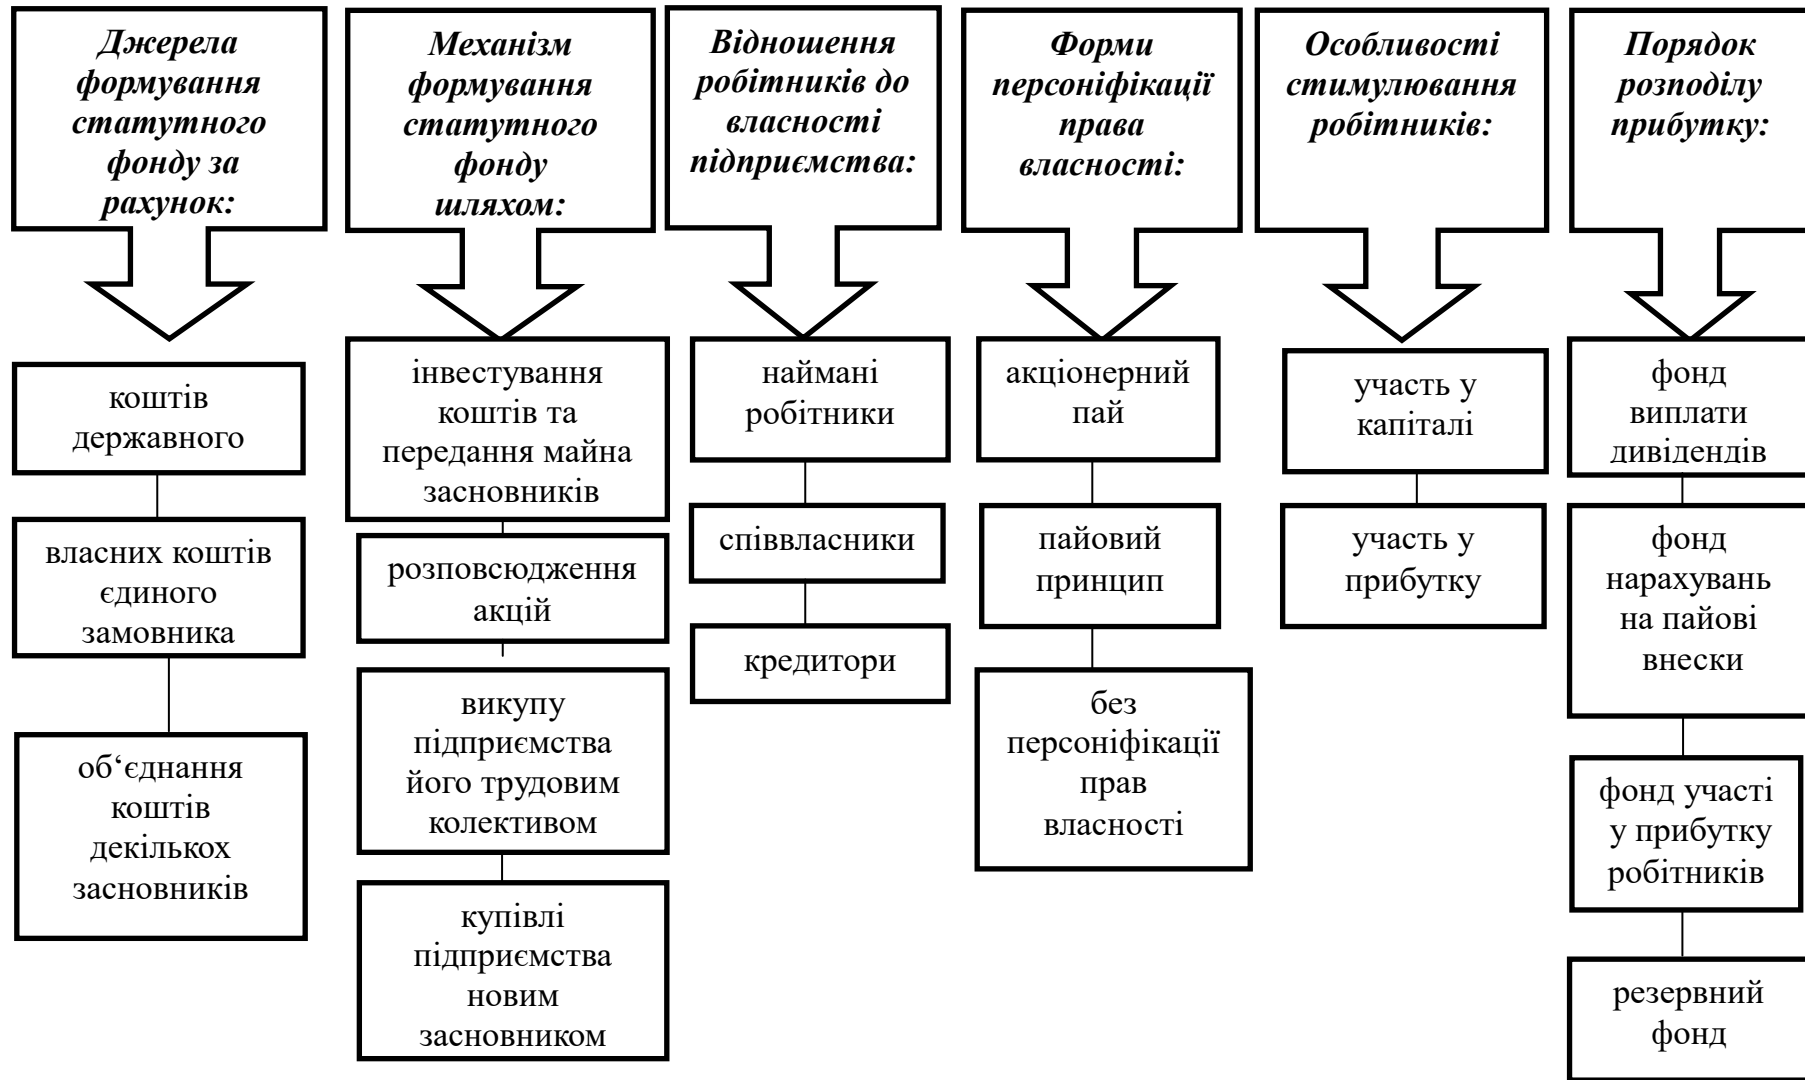 Джерела
формування
статутного
фонду за
рахунок:
Механізм
формування
статутного
фонду
шляхом:
Відношення
робітників до
власності
підприємства:
Форми
персоніфікації
права
власності:
Особливості
стимулювання
робітників:
Порядок
розподілу
прибутку:
коштів
державного
власних коштів
єдиного
замовника
об‘єднання
коштів
декількох
засновників
інвестування
коштів та
передання майна
засновників
розповсюдження
акцій
викупу
підприємства
його трудовим
колективом
купівлі
підприємства
новим
засновником
наймані
робітники
співвласники
кредитори
акціонерний
пай
пайовий
принцип
без
персоніфікації
прав
власності
участь у
капіталі
участь у
прибутку
фонд
виплати
дивідендів
фонд
нарахувань
на пайові
внески
фонд участі
у прибутку
робітників
резервний
фонд